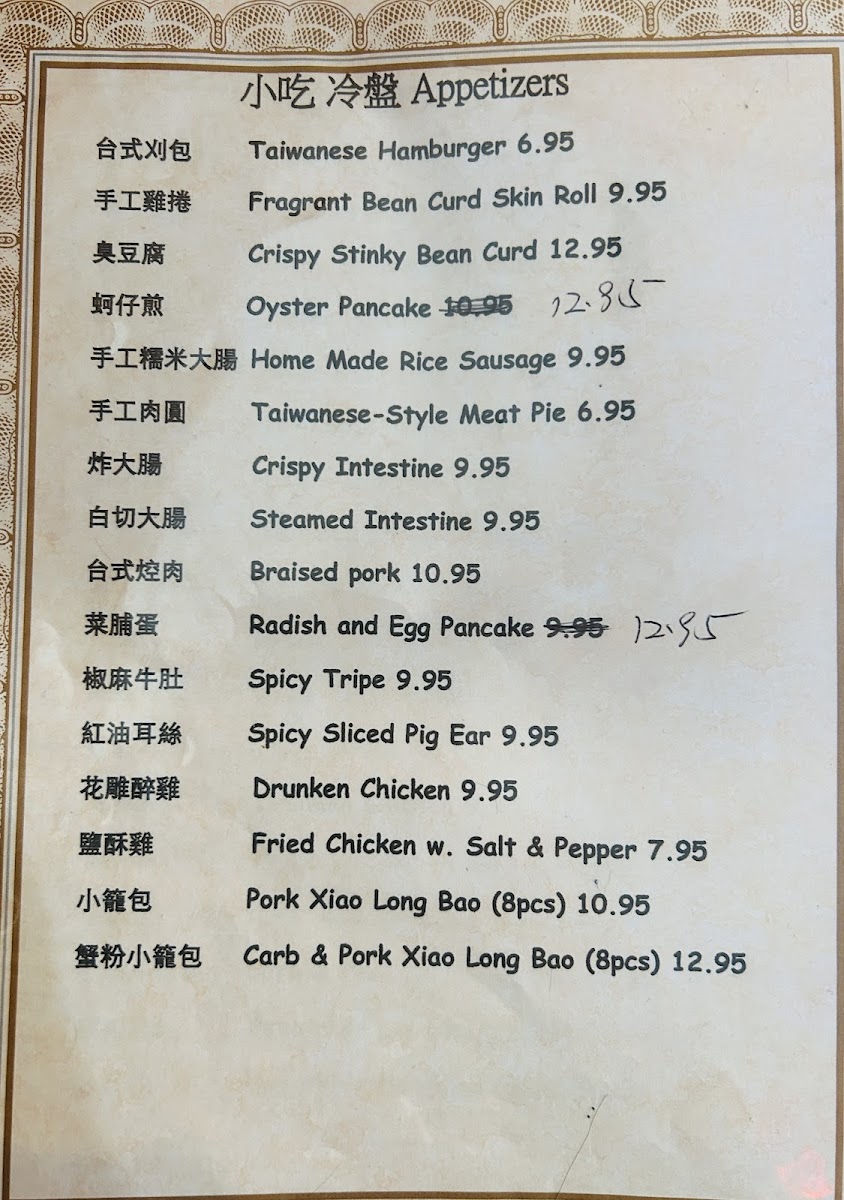 小吃 冷盤 Appetizers
台式刈包 Taiwanese Hamburger 6.95
手工雞捲 Fragrant Bean Curd Skin Roll 9.95
臭豆腐 Crispy Stinky Bean Curd 12.95
蚵仔煎 Oyster Pancake 10.95 12.95
手工糯米大腸 Home Made Rice Sausage 9.95
手工肉圓 Taiwanese-Style Meat Pie 6.95
炸大腸 Crispy Intestine 9.95
白切大腸 Steamed Intestine 9.95
台式焢肉 Braised pork 10.95
菜脯蛋 Radish and Egg Pancake 9.95 12.95
椒麻牛肚 Spicy Tripe 9.95
紅油耳絲 Spicy Sliced Pig Ear 9.95
花雕醉雞 Drunken Chicken 9.95
鹽酥雞 Fried Chicken w. Salt & Pepper 7.95
小籠包 Pork Xiao Long Bao (8pcs) 10.95
蟹粉小籠包 Carb & Pork Xiao Long Bao (8pcs) 12.95